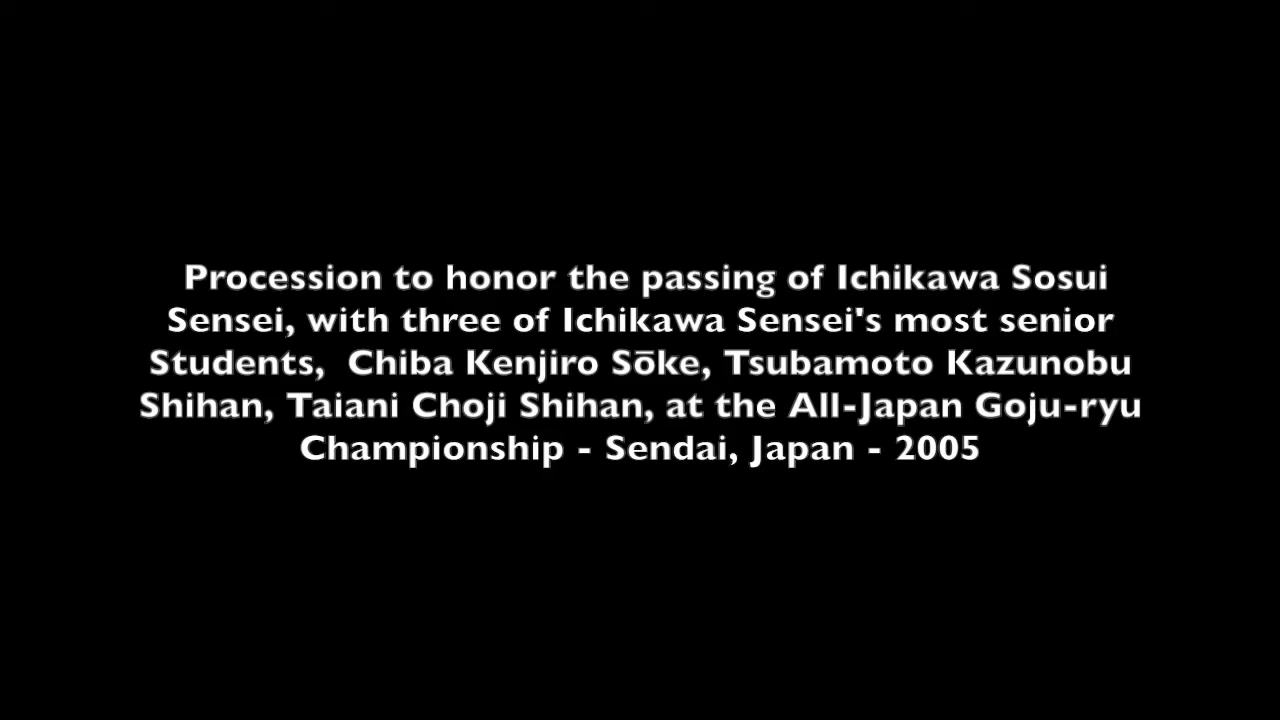 Procession to honor the passing of Ichikawa Sosui
Sensei, with three of Ichikawa Sensei's most senior
Students,  Chiba Kenjiro Sōke, Tsubamoto Kazunobu
Shihan, Taiani Choji Shihan, at the All-Japan Goju-ryu
Championship - Sendai, Japan - 2005